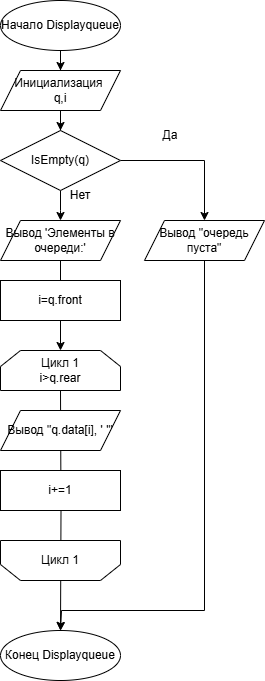 Начало Displayqueue
Инициализация
q,i
Да
IsEmpty(q)
Нет
Вывод 'Элементы в
очереди:'
Вывод "очередь
пуста"
i=q.front
Цикл 1
i>q.rear
Вывод "q.data[i], ' '"
i+=1
Цикл 1
Конец Displayqueue